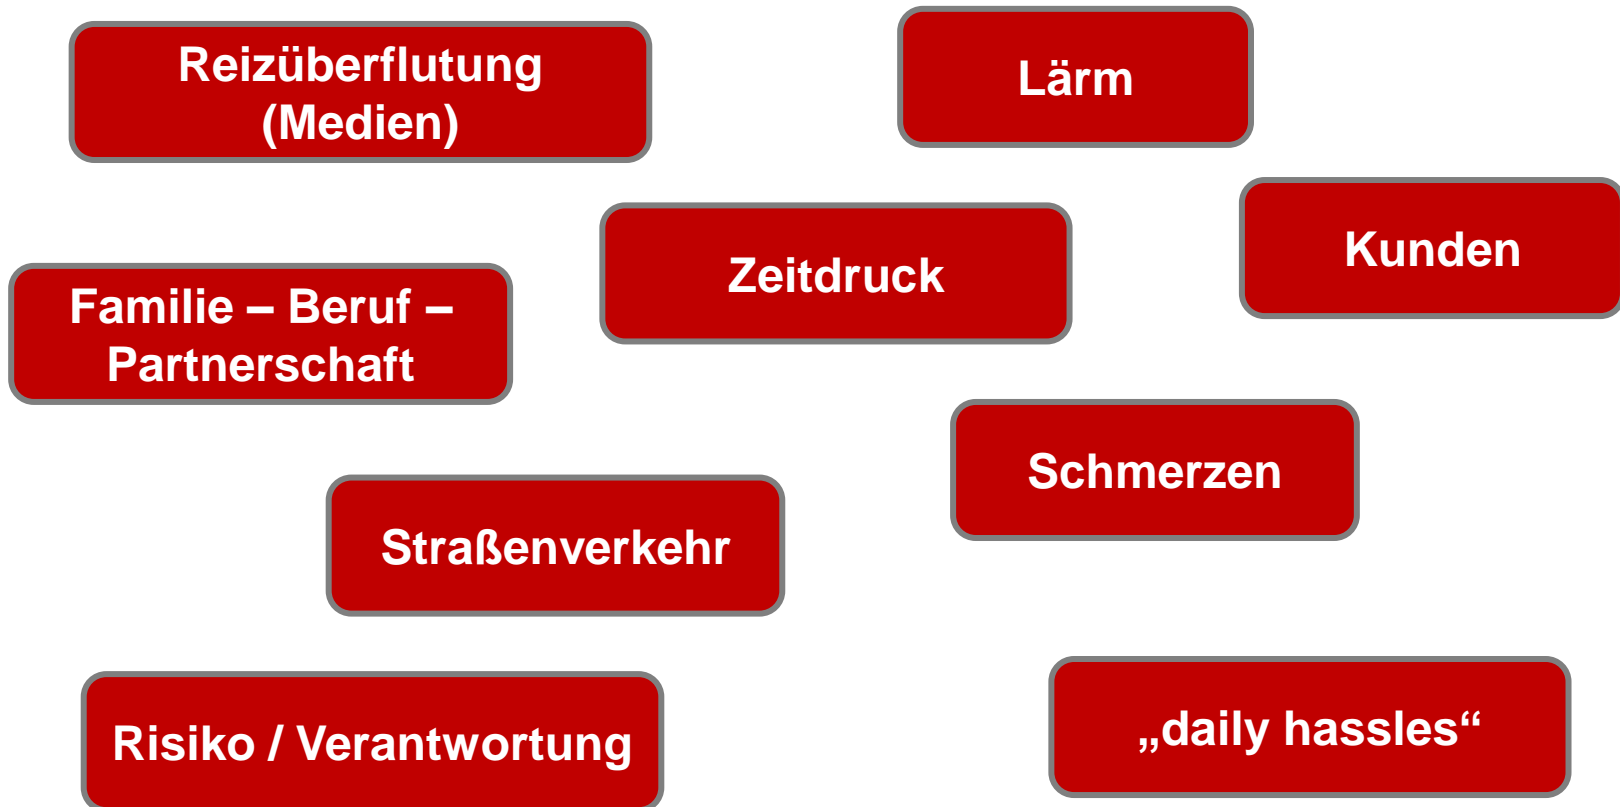 Reizüberflutung
(Medien)
Lärm
Kunden
Zeitdruck
Familie – Beruf –
Partnerschaft
Schmerzen
Straßenverkehr
Risiko / Verantwortung
„daily hassles“